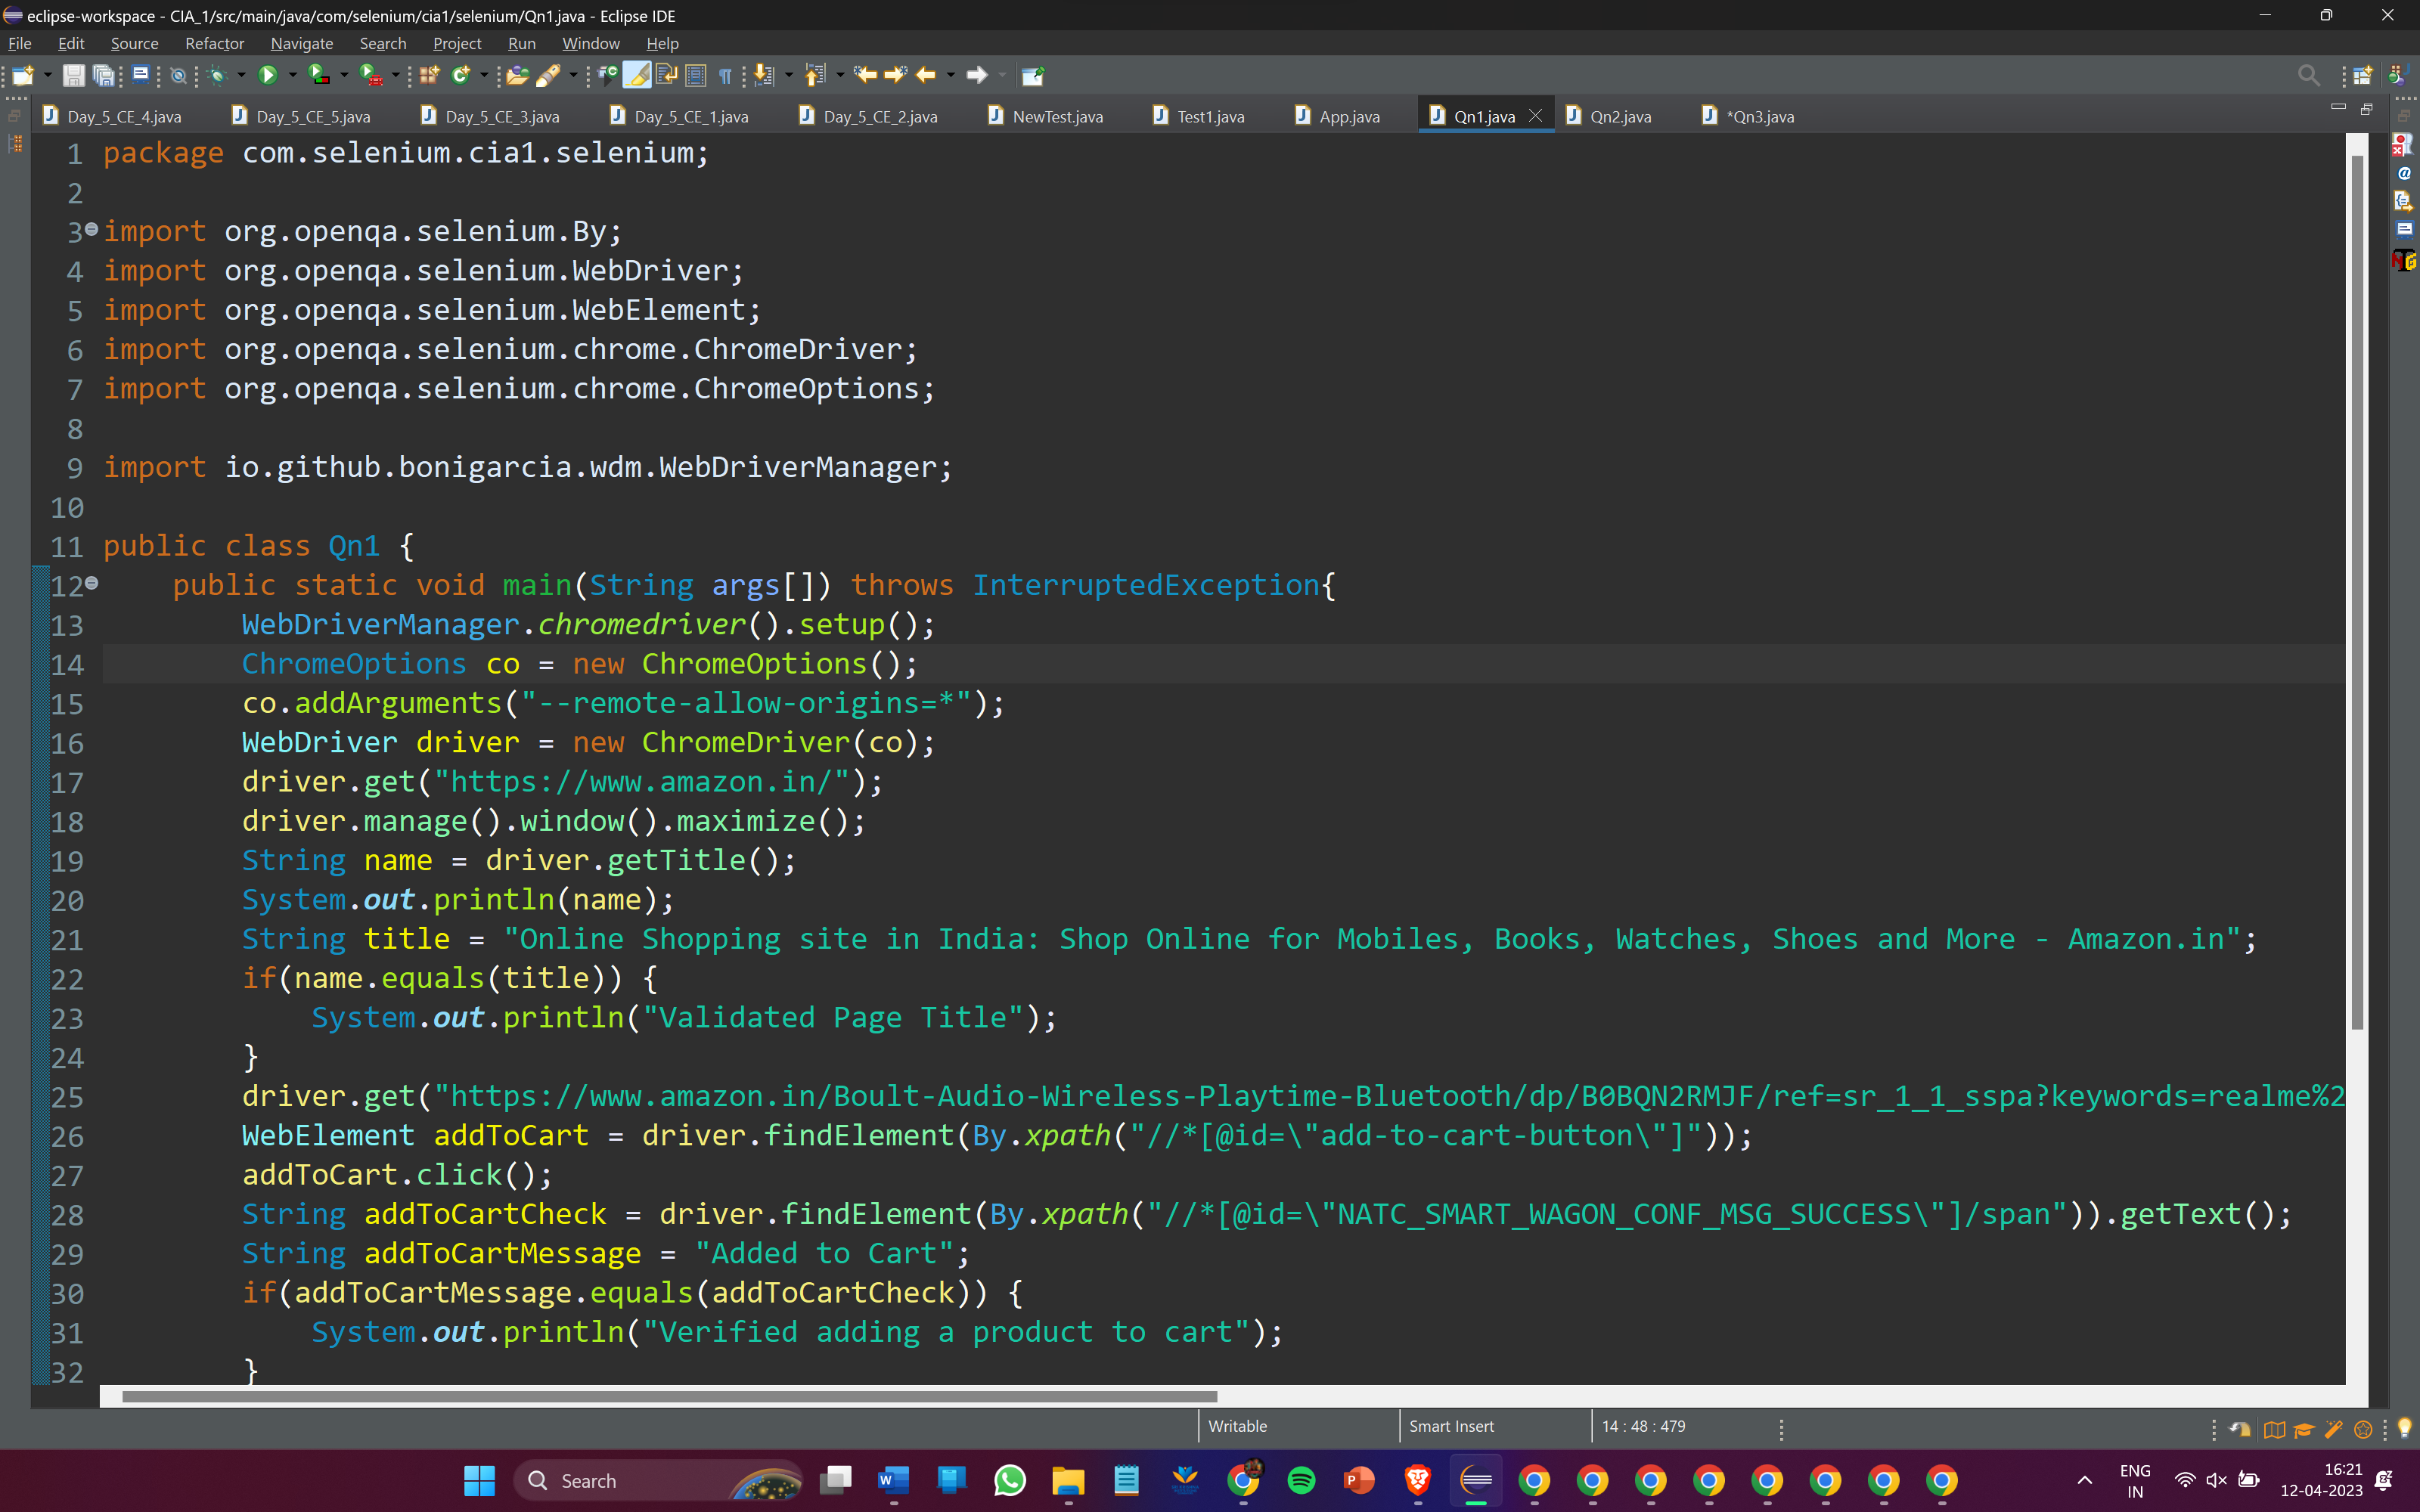 eclipse-workspace - CIA_1/src/main/java/com/selenium/cia1/selenium/Qn1.java - Eclipse IDE
File Edit Source Refactor Navigate Search Project Run Window Help
Day_5_CE_4.java Day_5_CE_5.java Day_5_CE_3.java Day_5_CE_1.java Day_5_CE_2.java NewTest.java Test1.java App.java Qn1.java Qn2.java *Qn3.java
1 package com.selenium.cia1.selenium;
2
3 import org.openqa.selenium.By;
4 import org.openqa.selenium.WebDriver;
5 import org.openqa.selenium.WebElement;
6 import org.openqa.selenium.chrome.ChromeDriver;
7 import org.openqa.selenium.chrome.ChromeOptions;
8
9 import io.github.bonigarcia.wdm.WebDriverManager;
10
11 public class Qn1 {
12 public static void main(String args[]) throws InterruptedException{
13 WebDriverManager.chromedriver().setup();
14 ChromeOptions co = new ChromeOptions();
15 co.addArguments("--remote-allow-origins=*");
16 WebDriver driver = new ChromeDriver(co);
17 driver.get("https://www.amazon.in/");
18 driver.manage().window().maximize();
19 String name = driver.getTitle();
20 System.out.println(name);
21 String title = "Online Shopping site in India: Shop Online for Mobiles, Books, Watches, Shoes and More - Amazon.in";
22 if(name.equals(title)) {
23 System.out.println("Validated Page Title");
24 }
25 driver.get("https://www.amazon.in/Boult-Audio-Wireless-Playtime-Bluetooth/dp/B0BQN2RMJF/ref=sr_1_1_sspa?keywords=realme%2
26 WebElement addToCart = driver.findElement(By.xpath("//*[@id=\"add-to-cart-button\"]"));
27 addToCart.click();
28 String addToCartCheck = driver.findElement(By.xpath("//*[@id=\"NATC_SMART_WAGON_CONF_MSG_SUCCESS\"]/span")).getText();
29 String addToCartMessage = "Added to Cart";
30 if(addToCartMessage.equals(addToCartCheck)) {
31 System.out.println("Verified adding a product to cart");
32 }
Writable Smart Insert 14 : 48 : 479
Search ENG 16:21
IN 12-04-2023